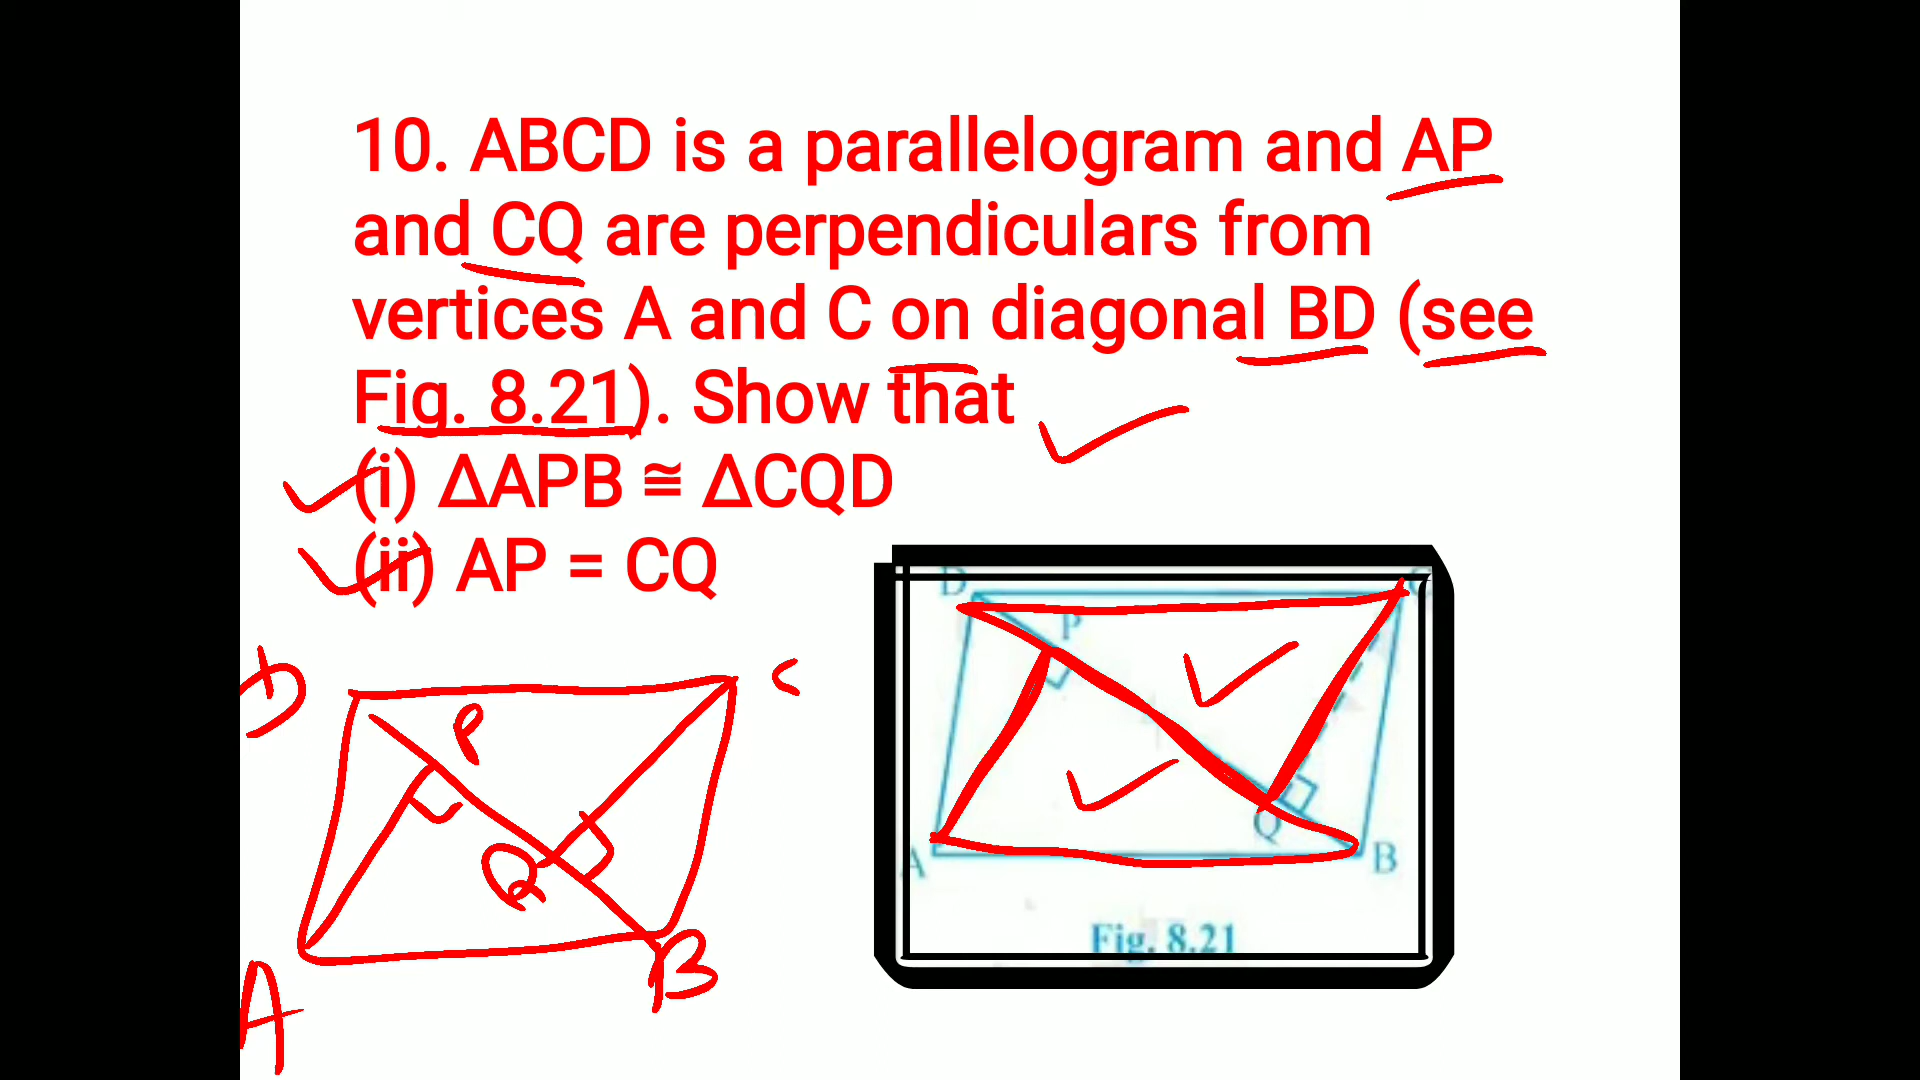 10. ABCD is a parallelogram and AP
and CQ are perpendiculars from
vertices A and C on diagonal BD (see
Fig. 8.21). Show that
(i) ΔAPB ≅ ΔCQD
(ii) AP = CQ
D C
P
Q
A B
Fig. 8.21
D C
P
Q
A B